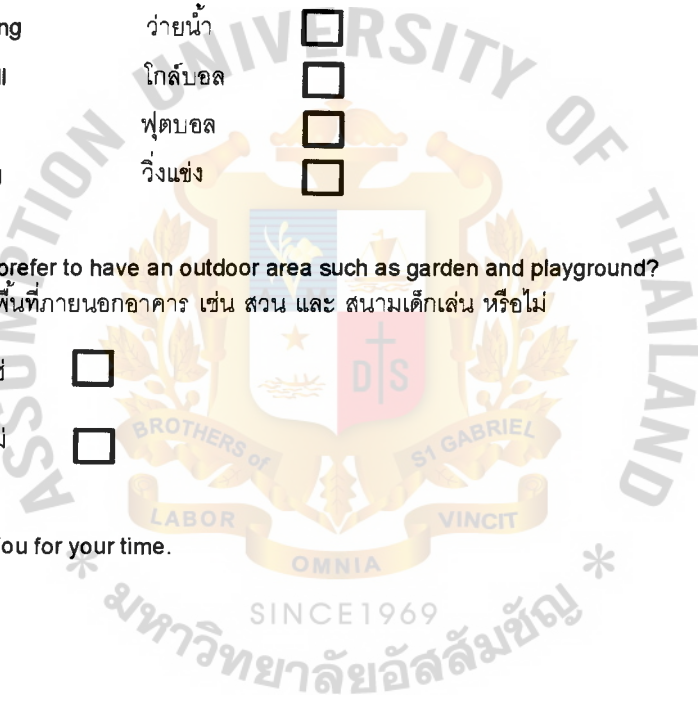 ng ว่ายน้ำ
ll โกล์บอล
ฟุตบอล
วิ่งแข่ง
prefer to have an outdoor area such as garden and playground?
พื้นที่ภายนอกอาคาร เช่น สวน และ สนามเด็กเล่น หรือไม่
You for your time.
ASSUMPTION UNIVERSITY OF THAILAND
D S
BROTHERS of ST GABRIEL
LABOR OMNIA VINCIT
SINCE1969
มหาวิทยาลัยอัสสัมชัญ